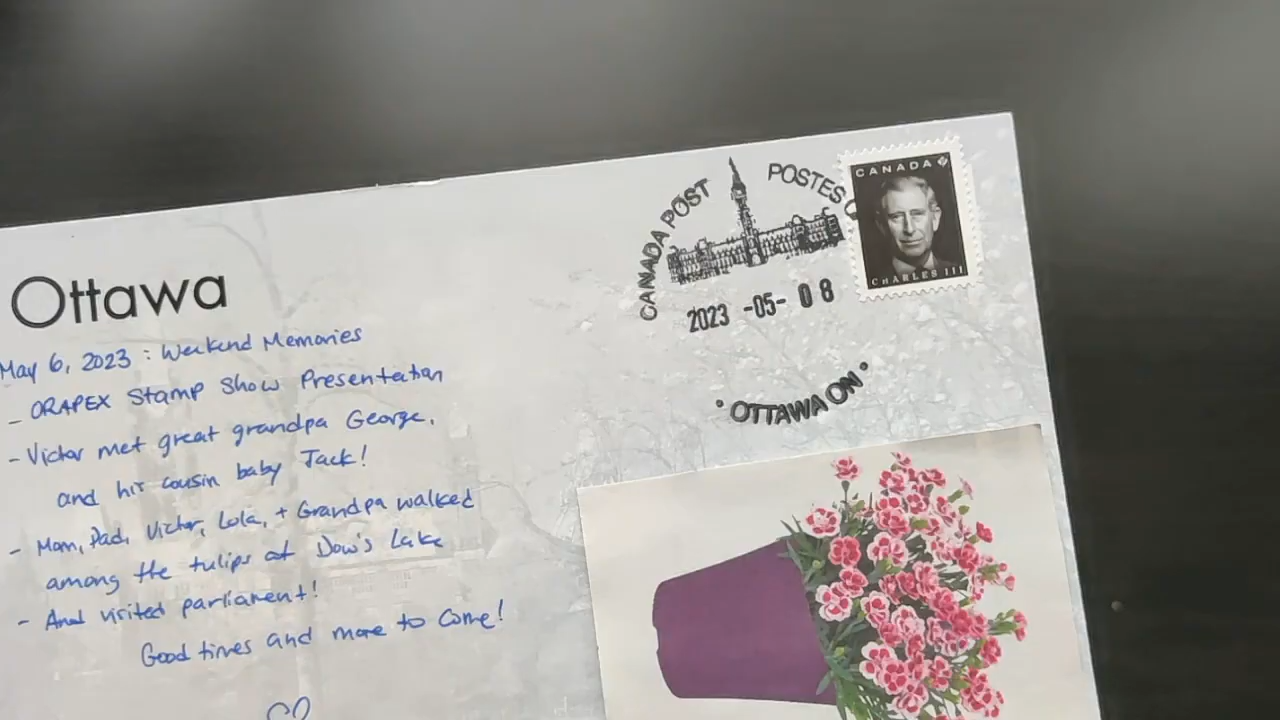 Ottawa
May 6, 2023 : Weekend Memories
- ORAPEX Stamp Show Presentation
- Victor met great grandpa George,
and his cousin baby Jack!
- Mom, Dad, Victor, Lola, + Grandpa walked
among the tulips at Dow's Lake
- And visited parliament!
Good times and more to come!
CANADA POST POSTES
2023 -05- 08
• OTTAWA ON •
CANADA P
CHARLES III